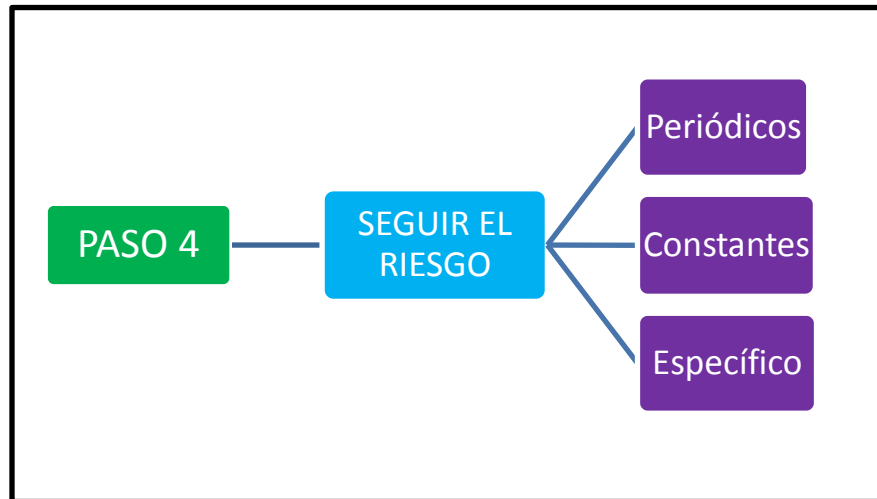 PASO 4
SEGUIR EL
RIESGO
Periódicos
Constantes
Específico